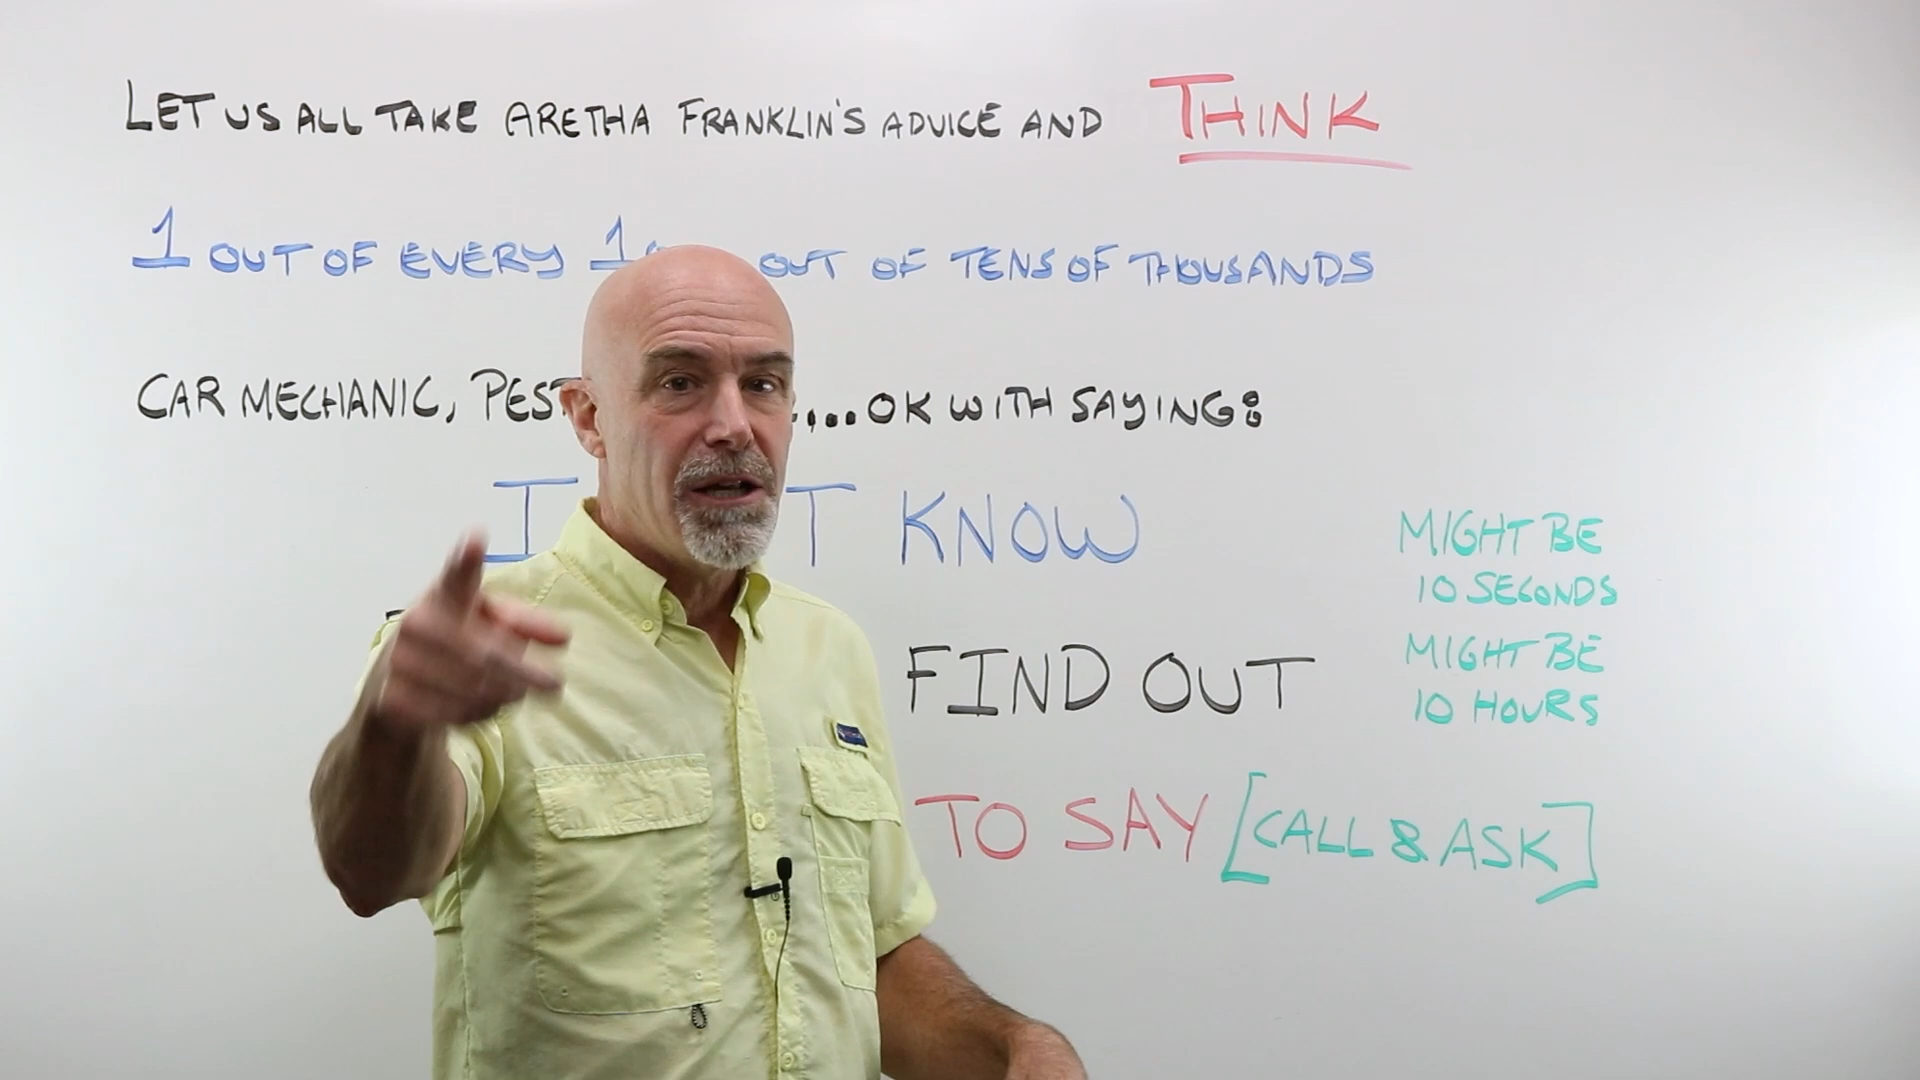 LET US ALL TAKE ARETHA FRANKLIN'S ADVICE AND THINK
1 OUT OF EVERY 1 OUT OF TENS OF THOUSANDS
CAR MECHANIC, ...OK WITH SAYING:
I KNOW
FIND OUT
TO SAY [CALL & ASK]
MIGHT BE
10 SECONDS
MIGHT BE
10 HOURS